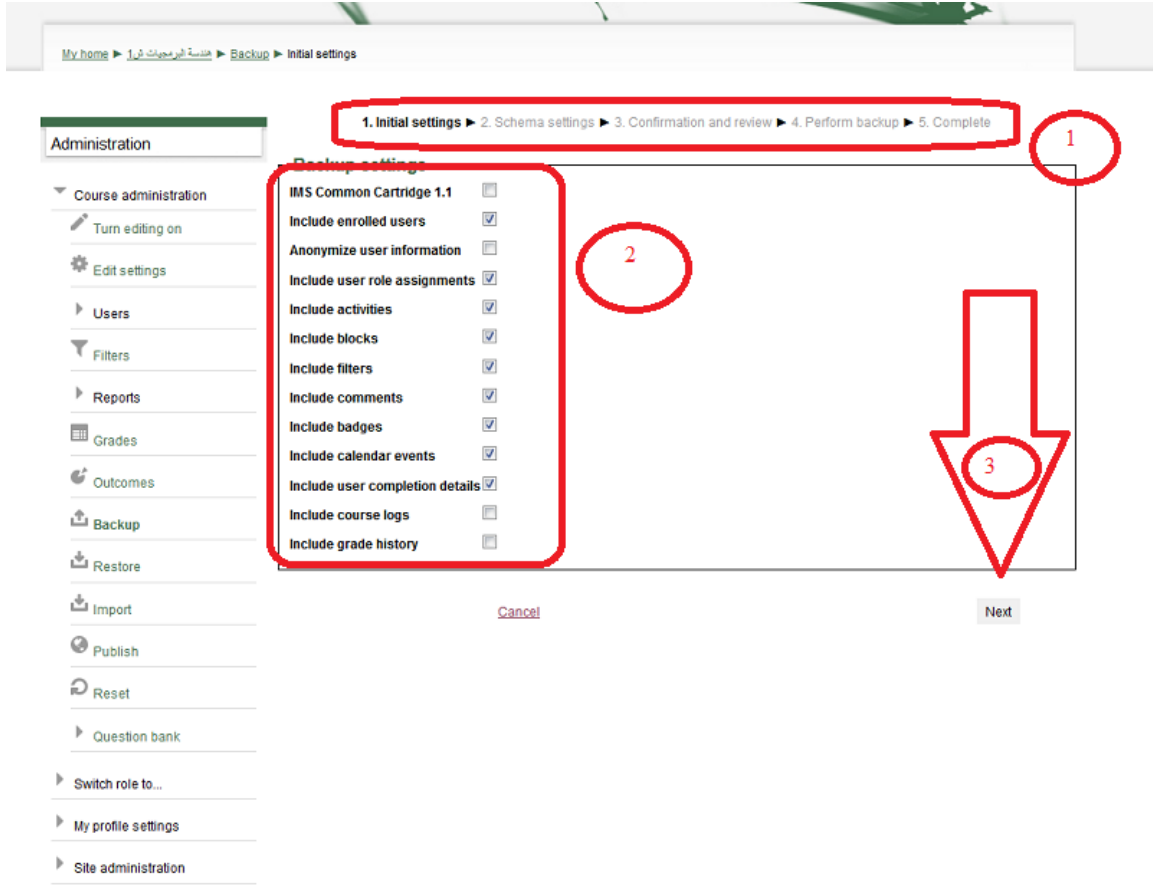 My home ► هندسة البرمجيات ش1 ► Backup ► Initial settings
1. Initial settings ► 2. Schema settings ► 3. Confirmation and review ► 4. Perform backup ► 5. Complete
1
Administration
Course administration
Turn editing on
Edit settings
Users
Filters
Reports
Grades
Outcomes
Backup
Restore
Import
Publish
Reset
Question bank
Switch role to...
My profile settings
Site administration
Backup settings
IMS Common Cartridge 1.1
Include enrolled users
Anonymize user information
Include user role assignments
Include activities
Include blocks
Include filters
Include comments
Include badges
Include calendar events
Include user completion details
Include course logs
Include grade history
2
3
Cancel
Next